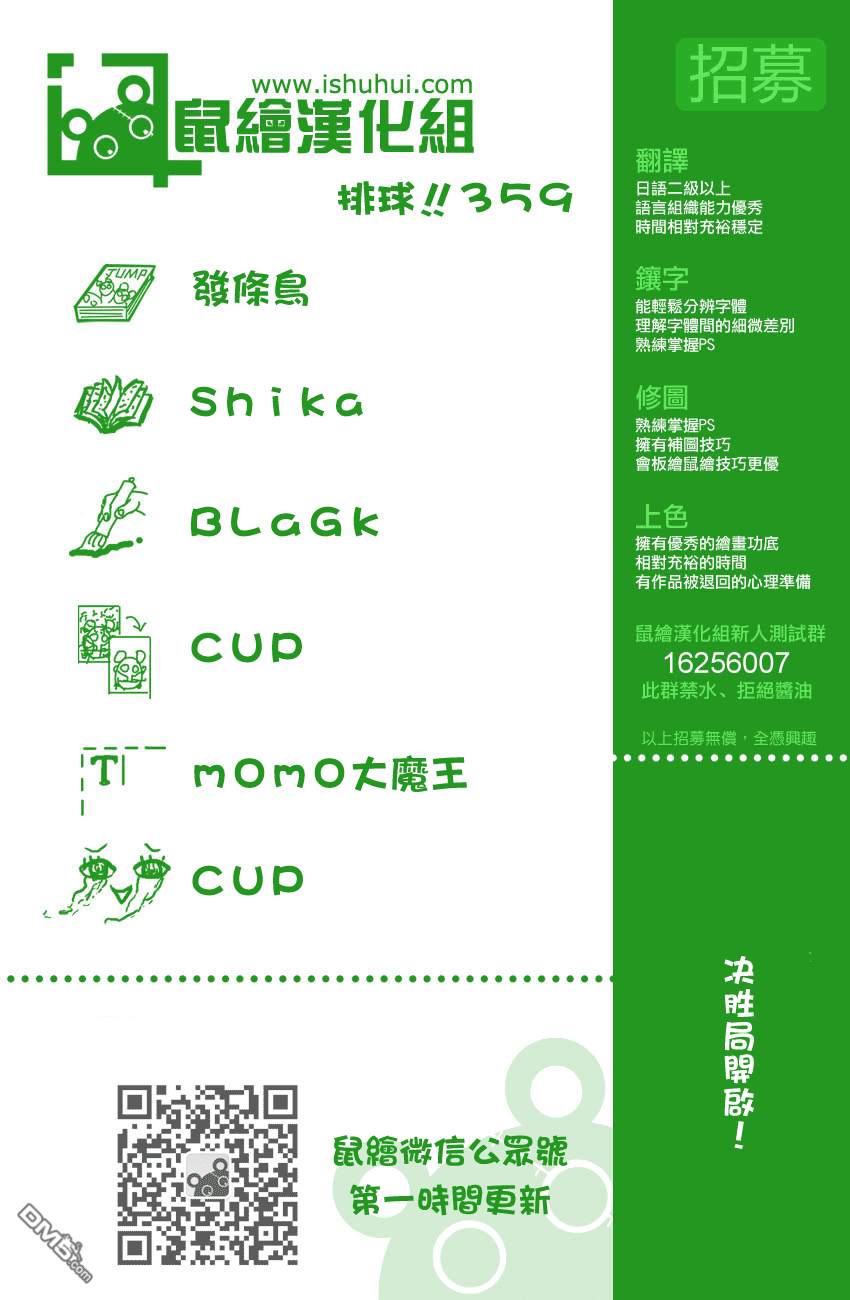 www.ishuhui.com
鼠繪漢化組
排球!!359
JUMP
發條鳥
Shika
BLaGk
CUP
T
mOmO大魔王
CUP
鼠繪微信公眾號
第一時間更新
DM5.com
招募
翻譯
日語二級以上
語言組織能力優秀
時間相對充裕穩定
鑲字
能輕鬆分辨字體
理解字體間的細微差別
熟練掌握PS
修圖
熟練掌握PS
擁有補圖技巧
會板繪鼠繪技巧更優
上色
擁有優秀的繪畫功底
相對充裕的時間
有作品被退回的心理準備
鼠繪漢化組新人測試群
16256007
此群禁水、拒絕醬油
以上招募無償，全憑興趣
决胜局開啟！